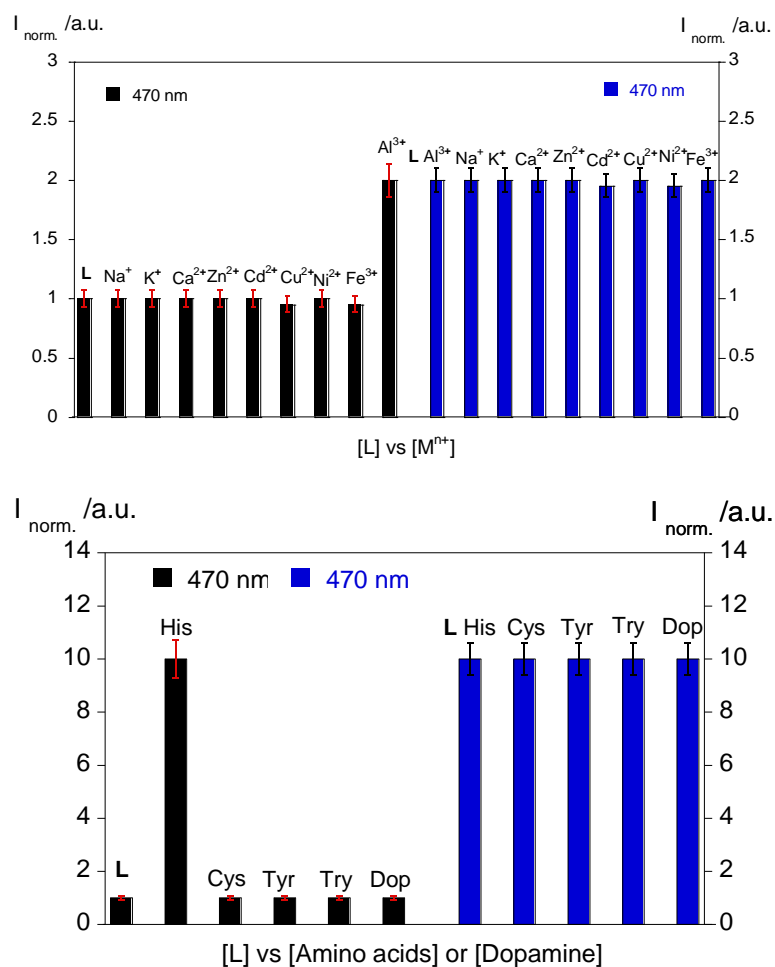 I norm. /a.u.
I norm. /a.u.
3
3
470 nm
470 nm
2.5
2.5
Al³⁺ L Al³⁺ Na⁺ K⁺ Ca²⁺ Zn²⁺ Cd²⁺ Cu²⁺ Ni²⁺ Fe³⁺
2
2
1.5
1.5
L Na⁺ K⁺ Ca²⁺ Zn²⁺ Cd²⁺ Cu²⁺ Ni²⁺ Fe³⁺
1
1
0.5
0.5
0
0
[L] vs [Mⁿ⁺]
I norm. /a.u.
I norm. /a.u.
14
14
470 nm
470 nm
12
12
His
L His Cys Tyr Try Dop
10
10
8
8
6
6
4
4
L
2
2
Cys Tyr Try Dop
0
0
[L] vs [Amino acids] or [Dopamine]